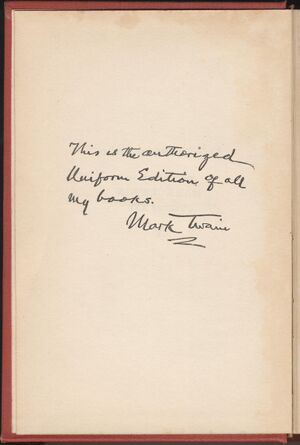 This is the authorized
Uniform Edition of all
my books.
Mark Twain